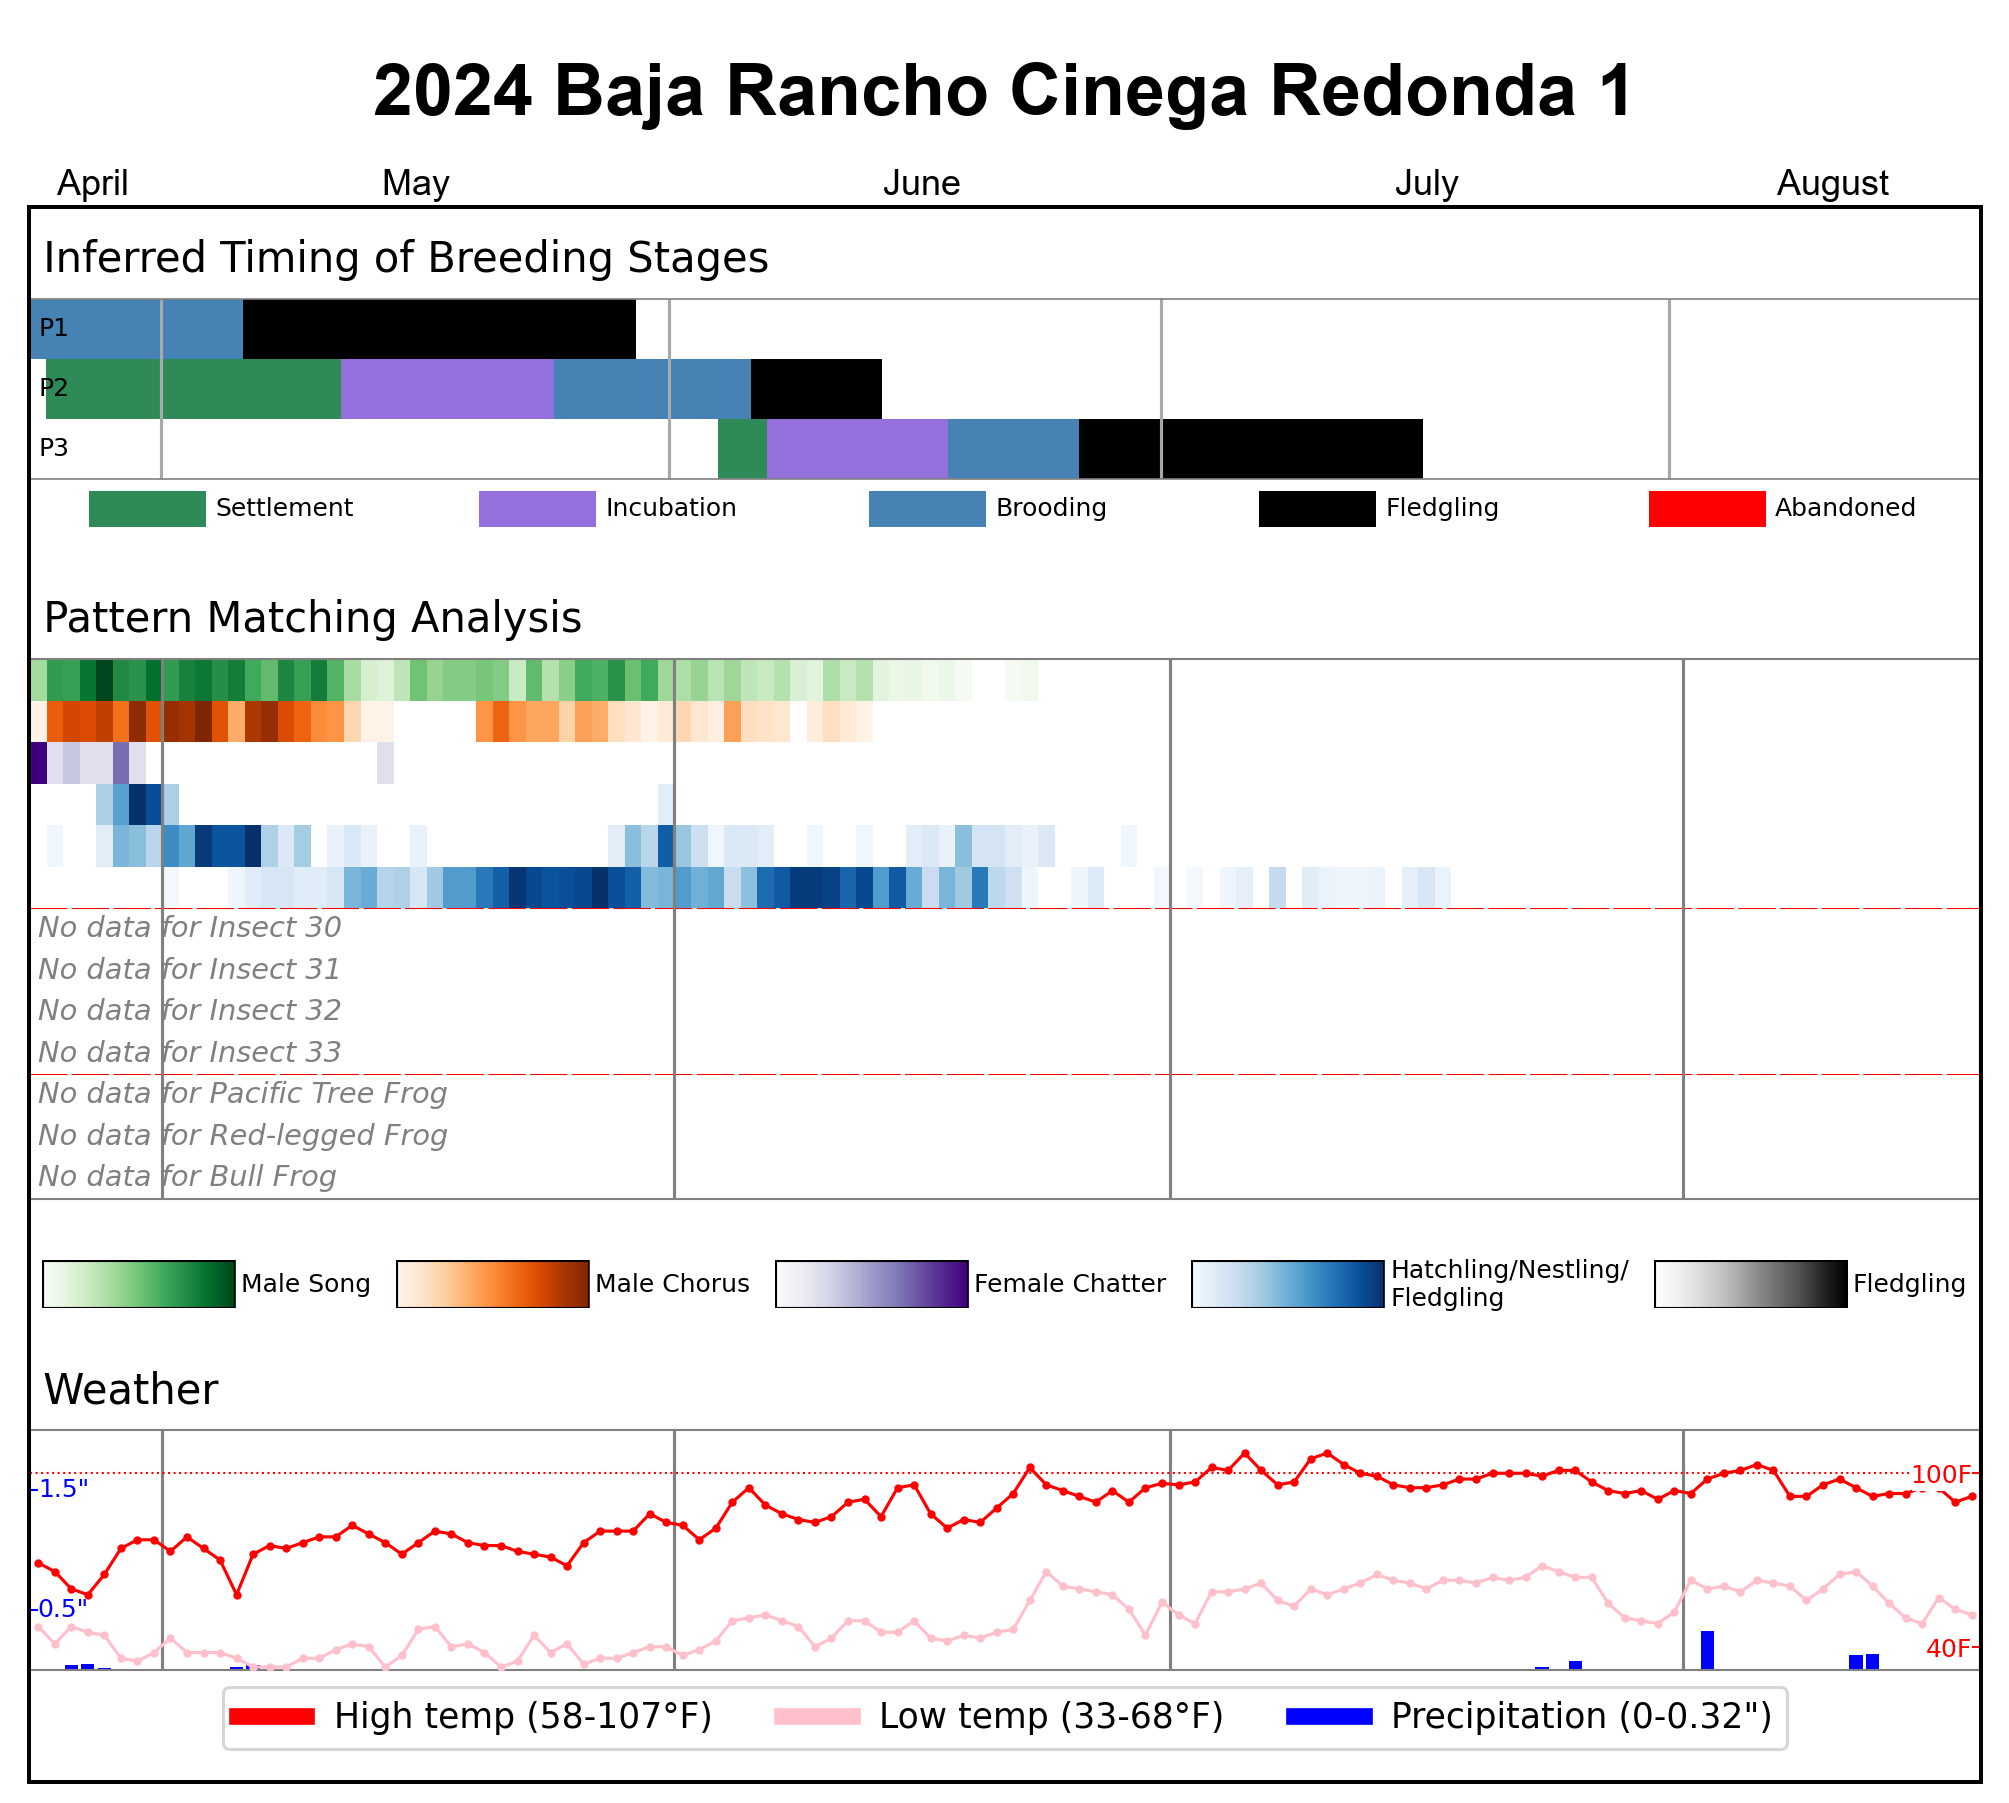 2024 Baja Rancho Cinega Redonda 1
April May June July August
Inferred Timing of Breeding Stages
P1
P2
P3
Settlement Incubation Brooding Fledgling Abandoned
Pattern Matching Analysis
No data for Insect 30
No data for Insect 31
No data for Insect 32
No data for Insect 33
No data for Pacific Tree Frog
No data for Red-legged Frog
No data for Bull Frog
Male Song Male Chorus Female Chatter Hatchling/Nestling/ Fledgling
Fledgling
Weather
1.5" 100F
0.5"
40F
High temp (58-107°F) Low temp (33-68°F) Precipitation (0-0.32")